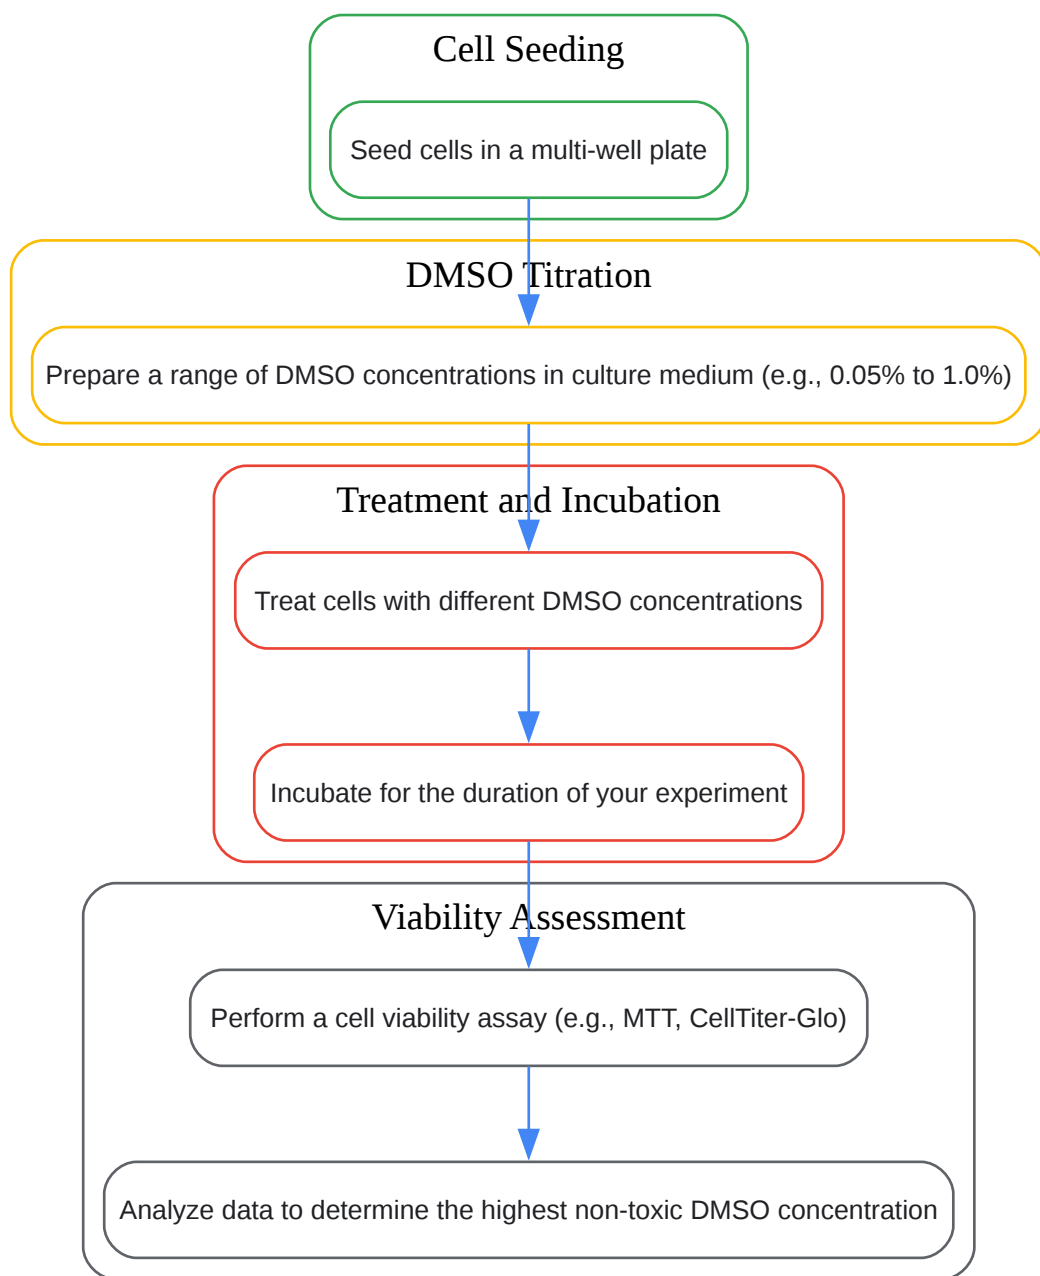 Cell Seeding
Seed cells in a multi-well plate
DMSO Titration
Prepare a range of DMSO concentrations in culture medium (e.g., 0.05% to 1.0%)
Treatment and Incubation
Treat cells with different DMSO concentrations
Incubate for the duration of your experiment
Viability Assessment
Perform a cell viability assay (e.g., MTT, CellTiter-Glo)
Analyze data to determine the highest non-toxic DMSO concentration